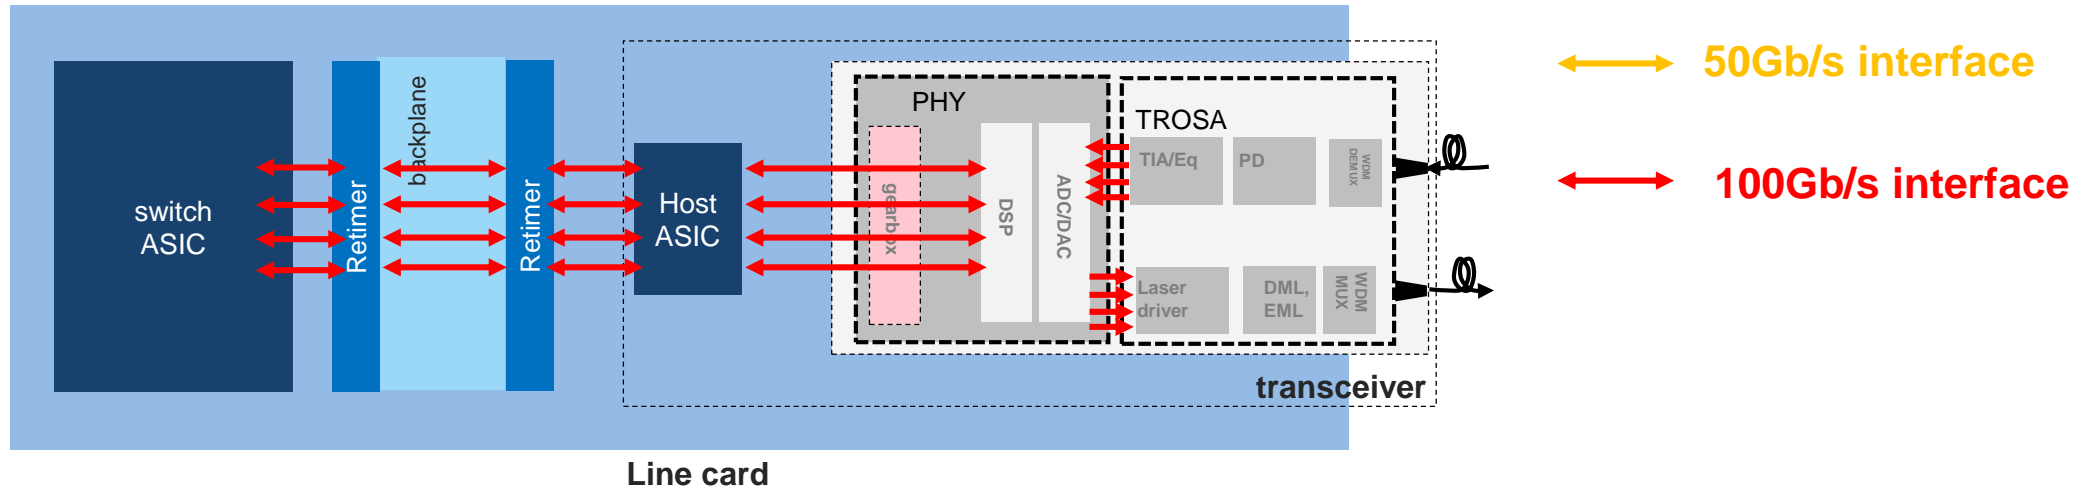 switch
ASIC
Retimer
backplane
Retimer
Host
ASIC
PHY
gearbox
DSP
ADC/DAC
TROSA
TIA/Eq
PD
WDM
DEMUX
Laser
driver
DML,
EML
WDM
MUX
transceiver
Line card
50Gb/s interface
100Gb/s interface